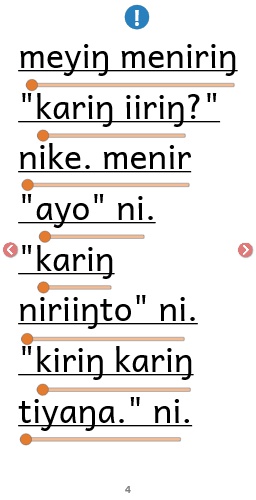 !
meyiŋ meniriŋ
"kariŋ iiriŋ?"
nike. menir
"ayo" ni.
"kariŋ
niriiŋto" ni.
"kiriŋ kariŋ
tiyaŋa." ni.
4